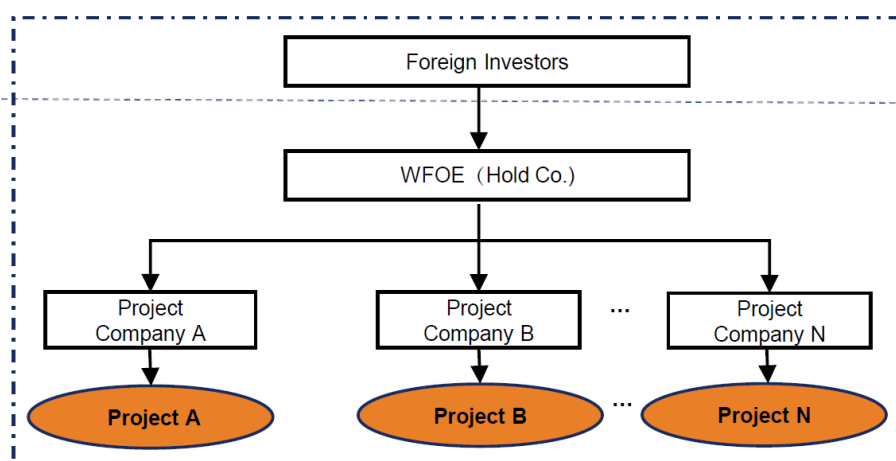 Foreign Investors
WFOE（Hold Co.)
Project
Company A
Project
Company B
...
Project
Company N
Project A
Project B
...
Project N